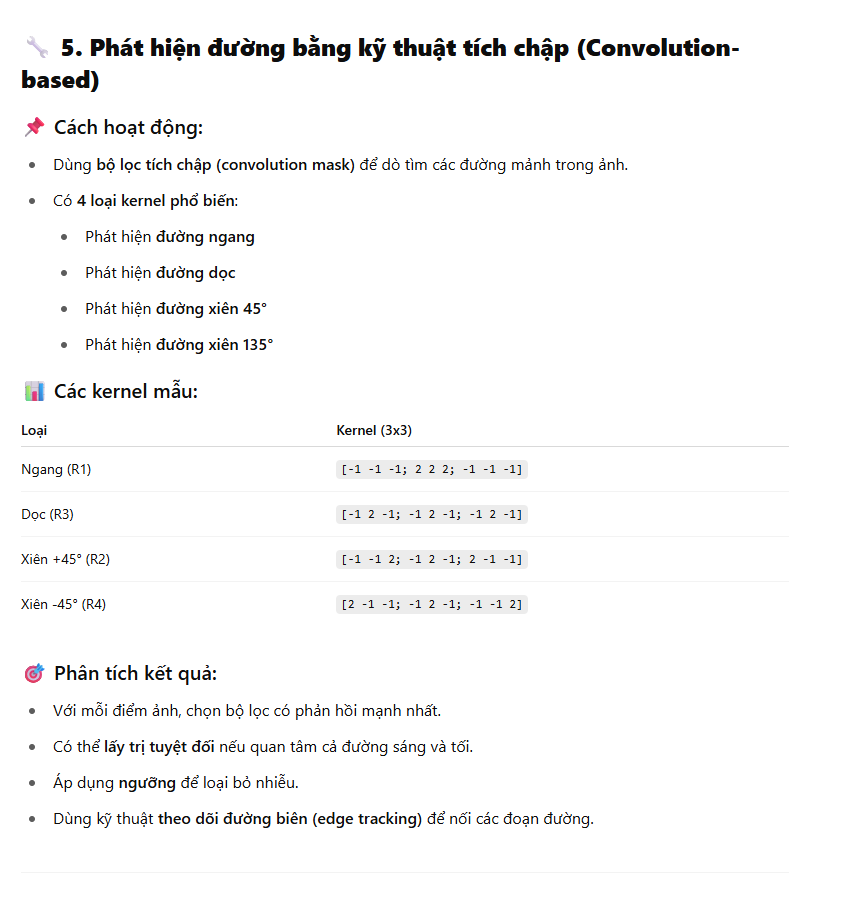 🔧 5. Phát hiện đường bằng kỹ thuật tích chập (Convolution-
based)
📌 Cách hoạt động:
• Dùng bộ lọc tích chập (convolution mask) để dò tìm các đường mảnh trong ảnh.
• Có 4 loại kernel phổ biến:
• Phát hiện đường ngang
• Phát hiện đường dọc
• Phát hiện đường xiên 45°
• Phát hiện đường xiên 135°
📊 Các kernel mẫu:
Loại Kernel (3x3)
Ngang (R1) [-1 -1 -1; 2 2 2; -1 -1 -1]
Dọc (R3) [-1 2 -1; -1 2 -1; -1 2 -1]
Xiên +45° (R2) [-1 -1 2; -1 2 -1; 2 -1 -1]
Xiên -45° (R4) [2 -1 -1; -1 2 -1; -1 -1 2]
🎯 Phân tích kết quả:
• Với mỗi điểm ảnh, chọn bộ lọc có phản hồi mạnh nhất.
• Có thể lấy trị tuyệt đối nếu quan tâm cả đường sáng và tối.
• Áp dụng ngưỡng để loại bỏ nhiễu.
• Dùng kỹ thuật theo dõi đường biên (edge tracking) để nối các đoạn đường.